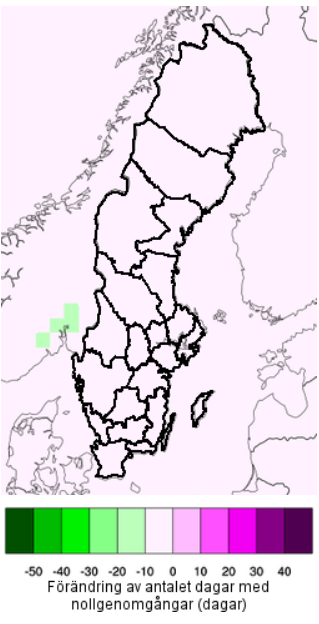 -50 -40 -30 -20 -10 0 10 20 30 40
Förändring av antalet dagar med
nollgenomgångar (dagar)